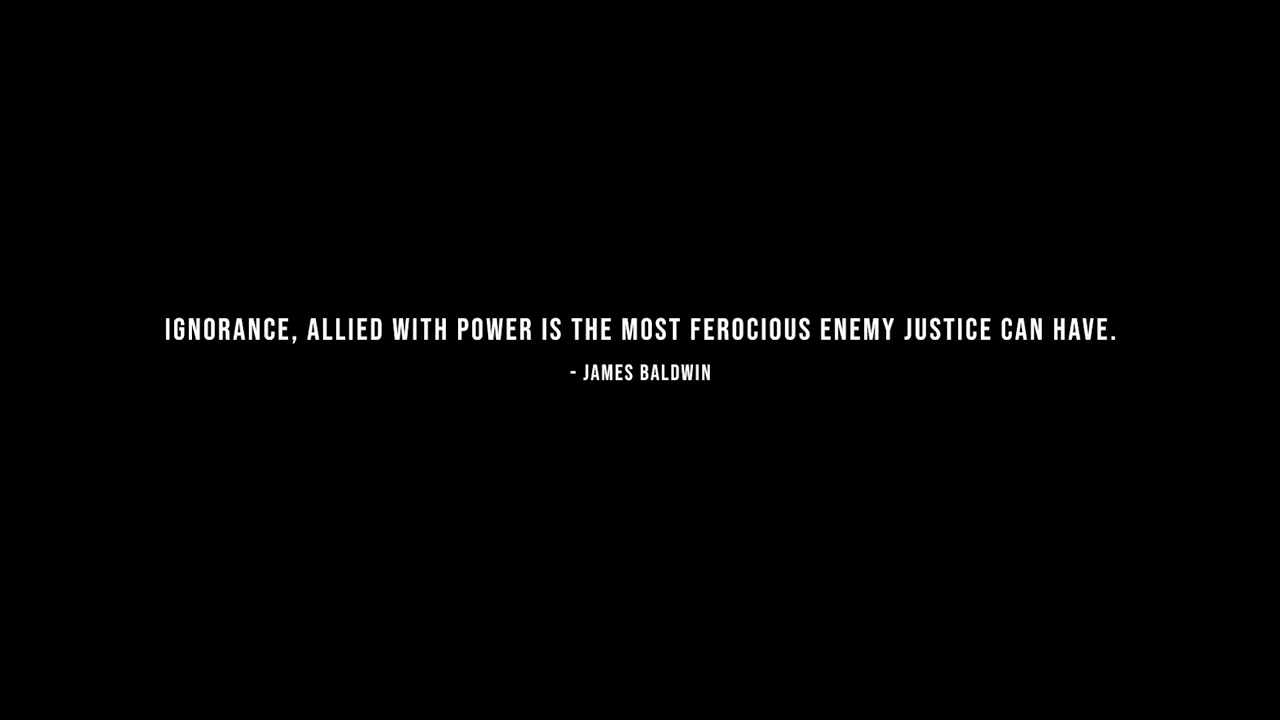 IGNORANCE, ALLIED WITH POWER IS THE MOST FEROCIOUS ENEMY JUSTICE CAN HAVE.
- JAMES BALDWIN